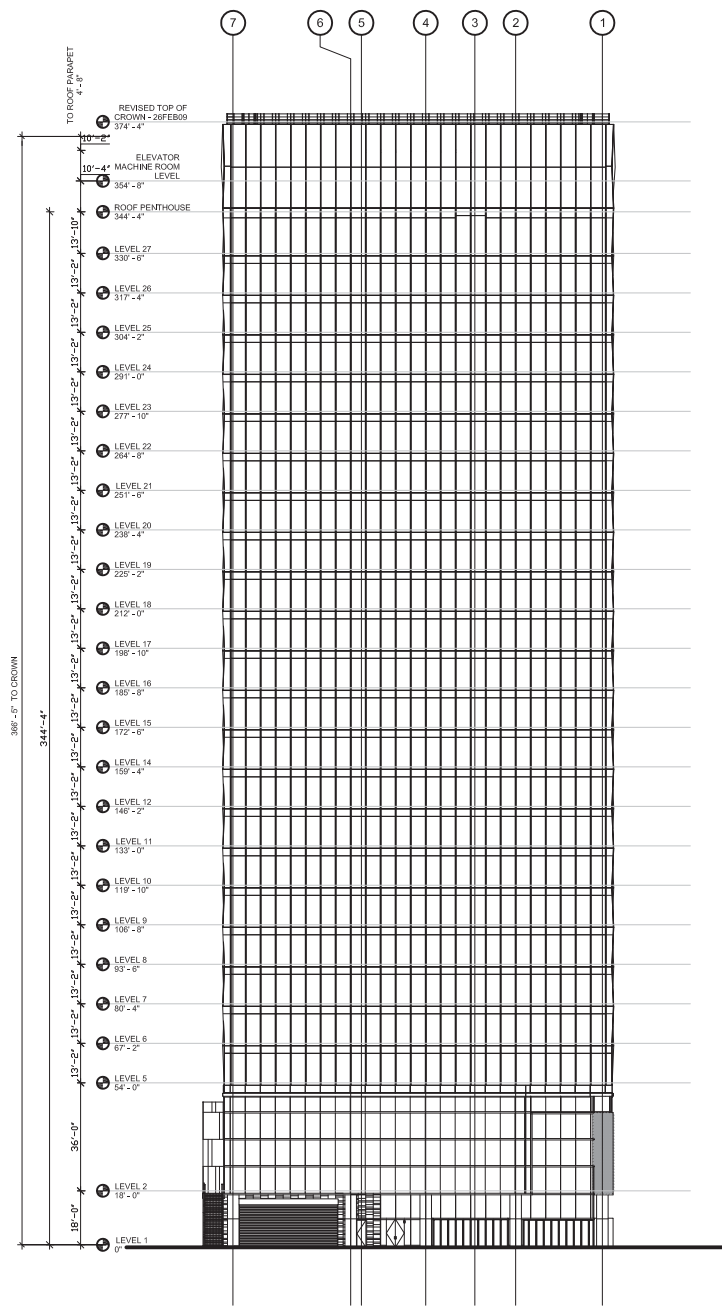 7 6 5 4 3 2 1
TO ROOF PARAPET
4' - 8"
REVISED TOP OF
CROWN - 26FEB09
374' - 4"
10'-2"
ELEVATOR
MACHINE ROOM
LEVEL
354' - 8"
10'-4"
ROOF PENTHOUSE
344' - 4"
13'-10"
LEVEL 27
330' - 6"
13'-2"
LEVEL 26
317' - 4"
13'-2"
LEVEL 25
304' - 2"
13'-2"
LEVEL 24
291' - 0"
13'-2"
LEVEL 23
277' - 10"
13'-2"
LEVEL 22
264' - 8"
13'-2"
LEVEL 21
251' - 6"
13'-2"
LEVEL 20
238' - 4"
13'-2"
LEVEL 19
225' - 2"
13'-2"
LEVEL 18
212' - 0"
13'-2"
LEVEL 17
198' - 10"
13'-2"
LEVEL 16
185' - 8"
13'-2"
LEVEL 15
172' - 6"
13'-2"
LEVEL 14
159' - 4"
13'-2"
LEVEL 12
146' - 2"
13'-2"
LEVEL 11
133' - 0"
13'-2"
LEVEL 10
119' - 10"
13'-2"
LEVEL 9
106' - 8"
13'-2"
LEVEL 8
93' - 6"
13'-2"
LEVEL 7
80' - 4"
13'-2"
LEVEL 6
67' - 2"
13'-2"
LEVEL 5
54' - 0"
36'-0"
LEVEL 2
18' - 0"
18'-0"
LEVEL 1
0"
366' - 5" TO CROWN
344'-4"